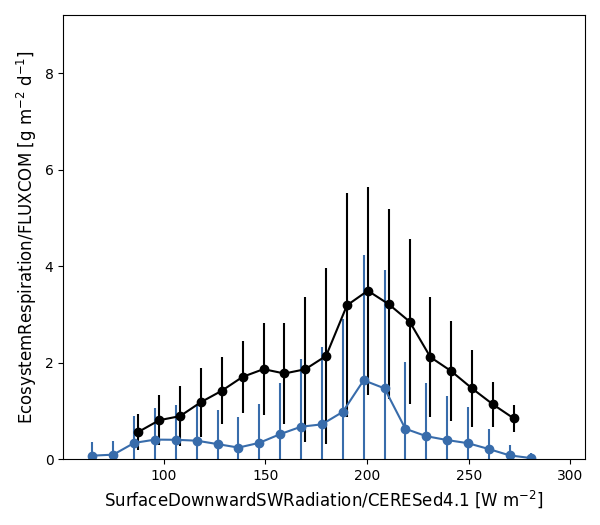 EcosystemRespiration/FLUXCOM [g m⁻² d⁻¹]
8
6
4
2
0
100 150 200 250 300
SurfaceDownwardSWRadiation/CERESed4.1 [W m⁻²]